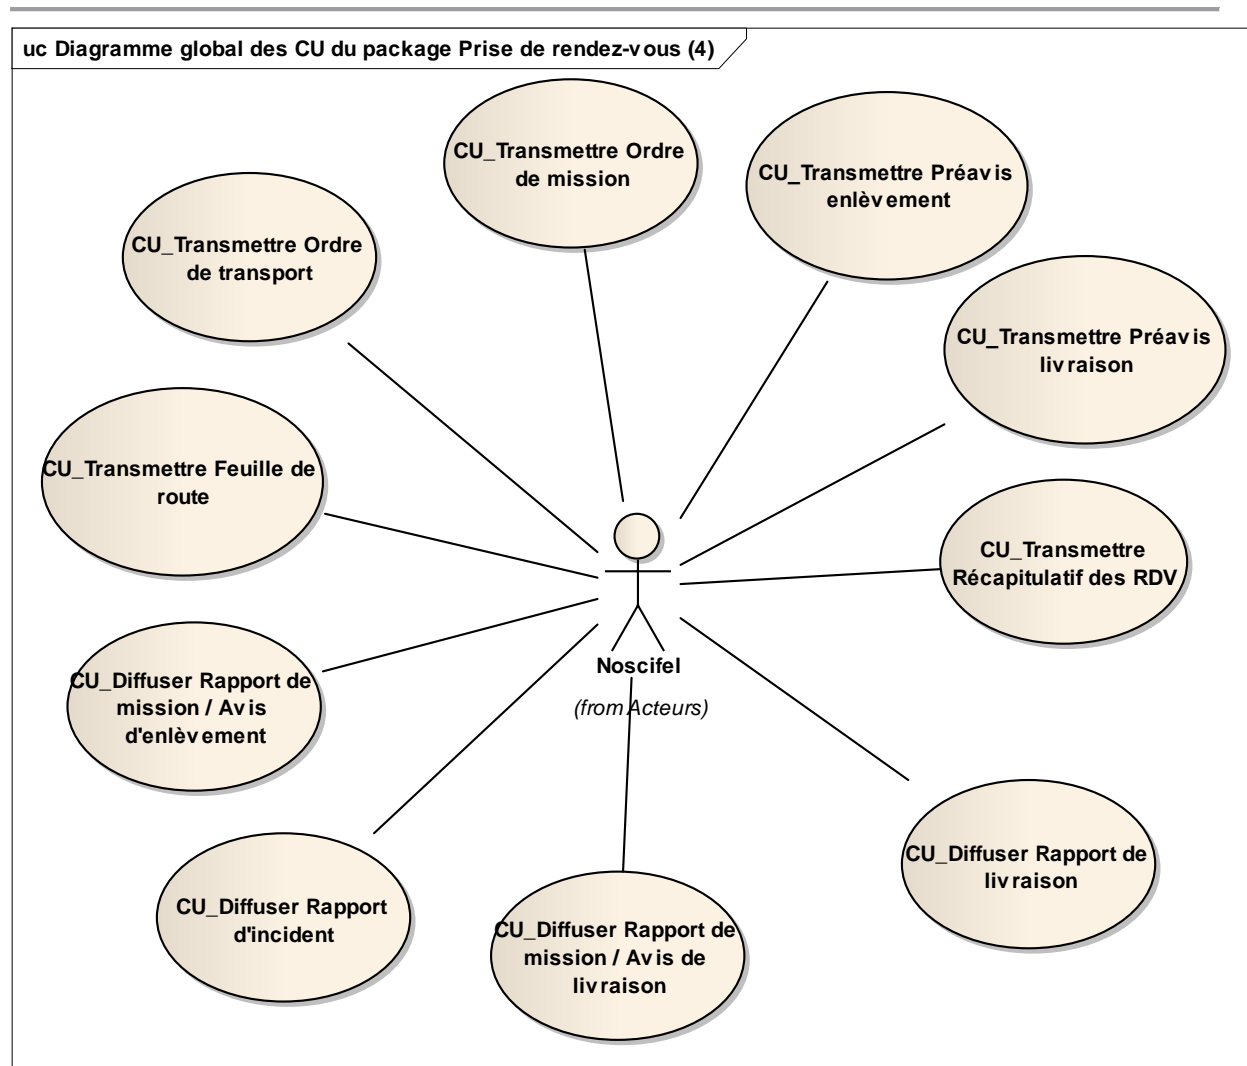 uc Diagramme global des CU du package Prise de rendez-vous (4)
CU_Transmettre Ordre
de mission
CU_Transmettre Préavis
enlèvement
CU_Transmettre Ordre
de transport
CU_Transmettre Préavis
livraison
CU_Transmettre Feuille de
route
CU_Transmettre
Récapitulatif des RDV
Noscifel
(from Acteurs)
CU_Diffuser Rapport de
mission / Avis
d'enlèvement
CU_Diffuser Rapport de
livraison
CU_Diffuser Rapport
d'incident
CU_Diffuser Rapport de
mission / Avis de
livraison